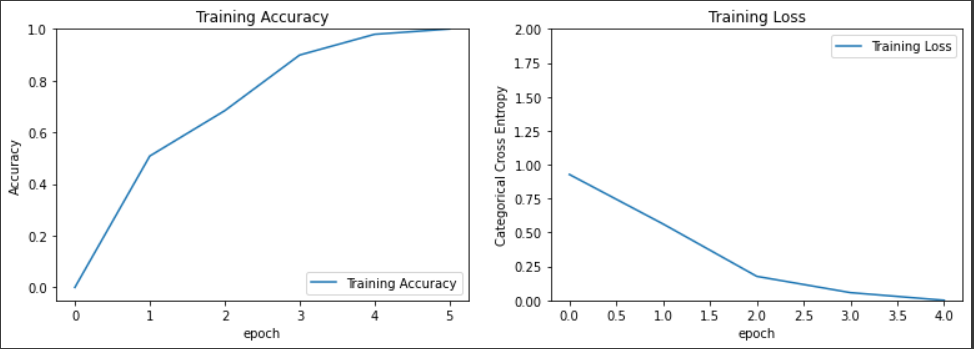 Training Accuracy
1.0
0.8
0.6
0.4
0.2
0.0
Accuracy
Training Accuracy
0 1 2 3 4 5
epoch
Training Loss
2.00
1.75
1.50
1.25
1.00
0.75
0.50
0.25
0.00
Categorical Cross Entropy
Training Loss
0.0 0.5 1.0 1.5 2.0 2.5 3.0 3.5 4.0
epoch